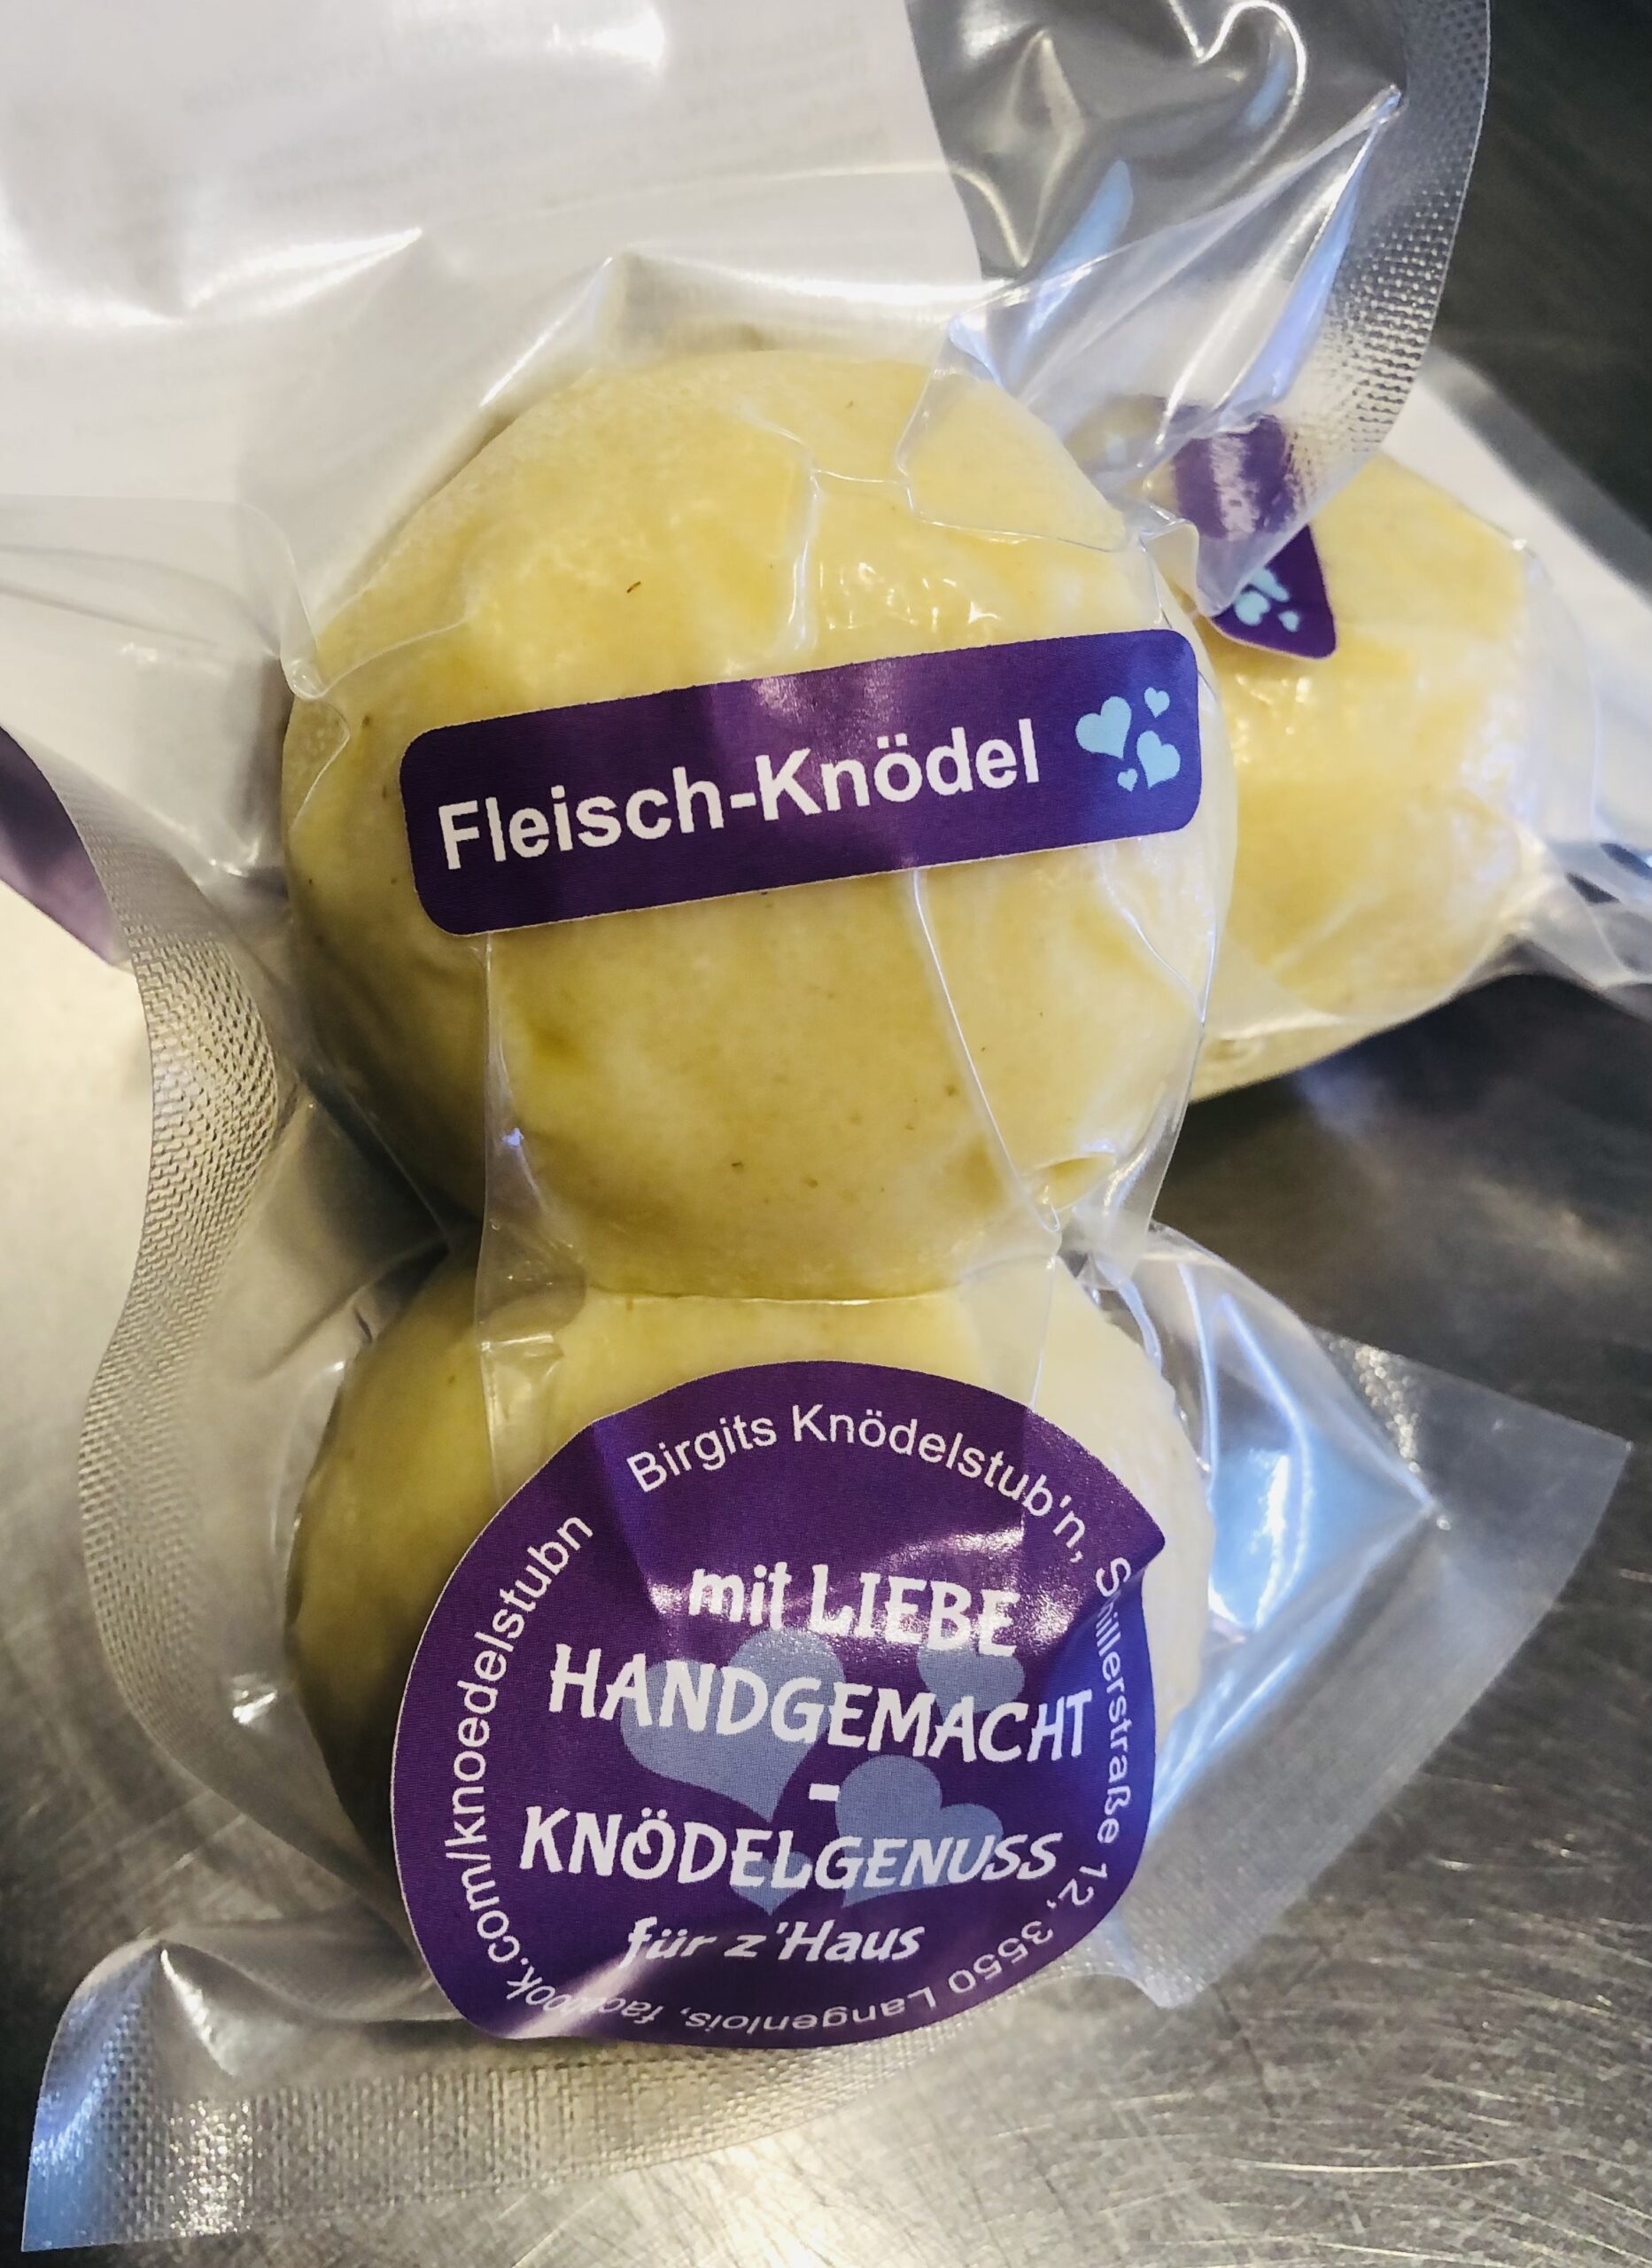 Fleisch-Knödel
Birgits Knödelstub'n, Schillerstraße 12, 3550 Langenlois, facebook.com/knoedelstubn
mit LIEBE
HANDGEMACHT
-
KNÖDELGENUSS
für z'Haus